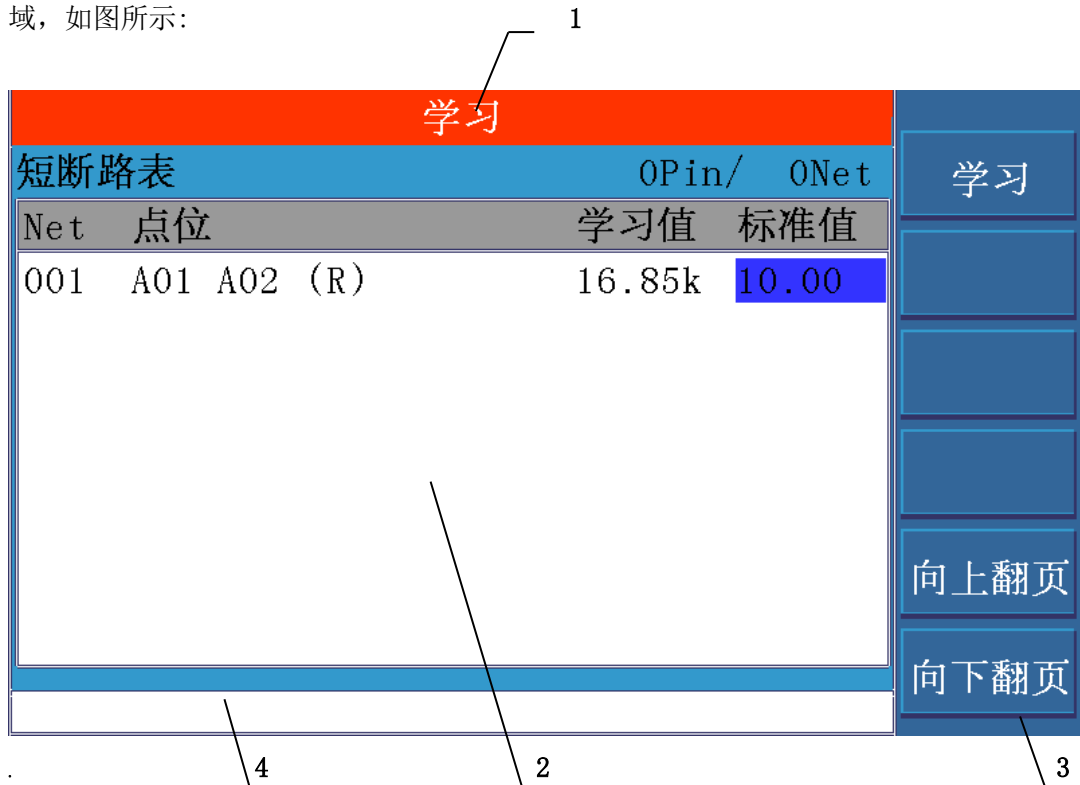 域，如图所示:
1
学习
短断路表 0Pin/ 0Net
Net 点位 学习值 标准值
001 A01 A02 (R) 16.85k 10.00
学习
向上翻页
向下翻页
. 4 2 3